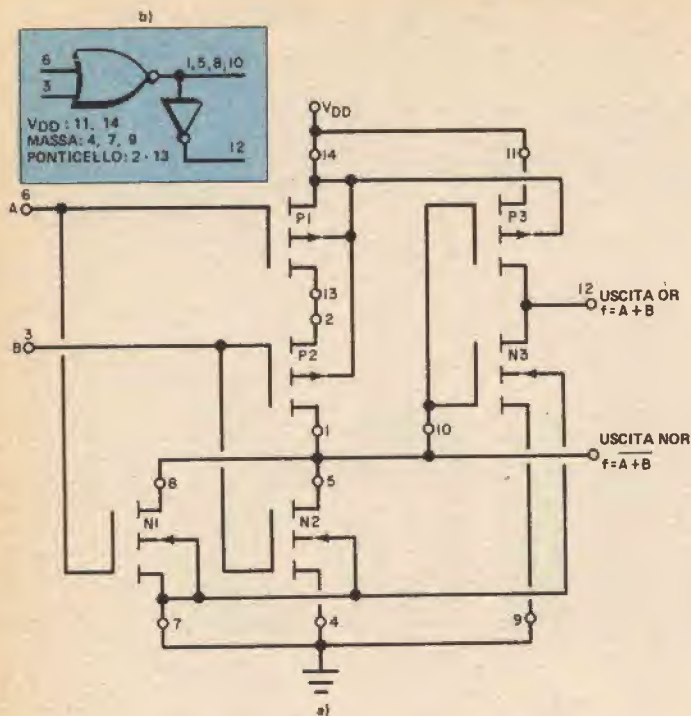 b)
6
3
1,5,8,10
12
VDD : 11, 14
MASSA: 4, 7, 9
PONTICELLO: 2 - 13
VDD
14
11
6
A
P1
P3
13
2
12
USCITA OR
f=A+B
3
B
P2
N3
1
10
USCITA NOR
f=A+B
8
5
N1
N2
7
4
9
a)